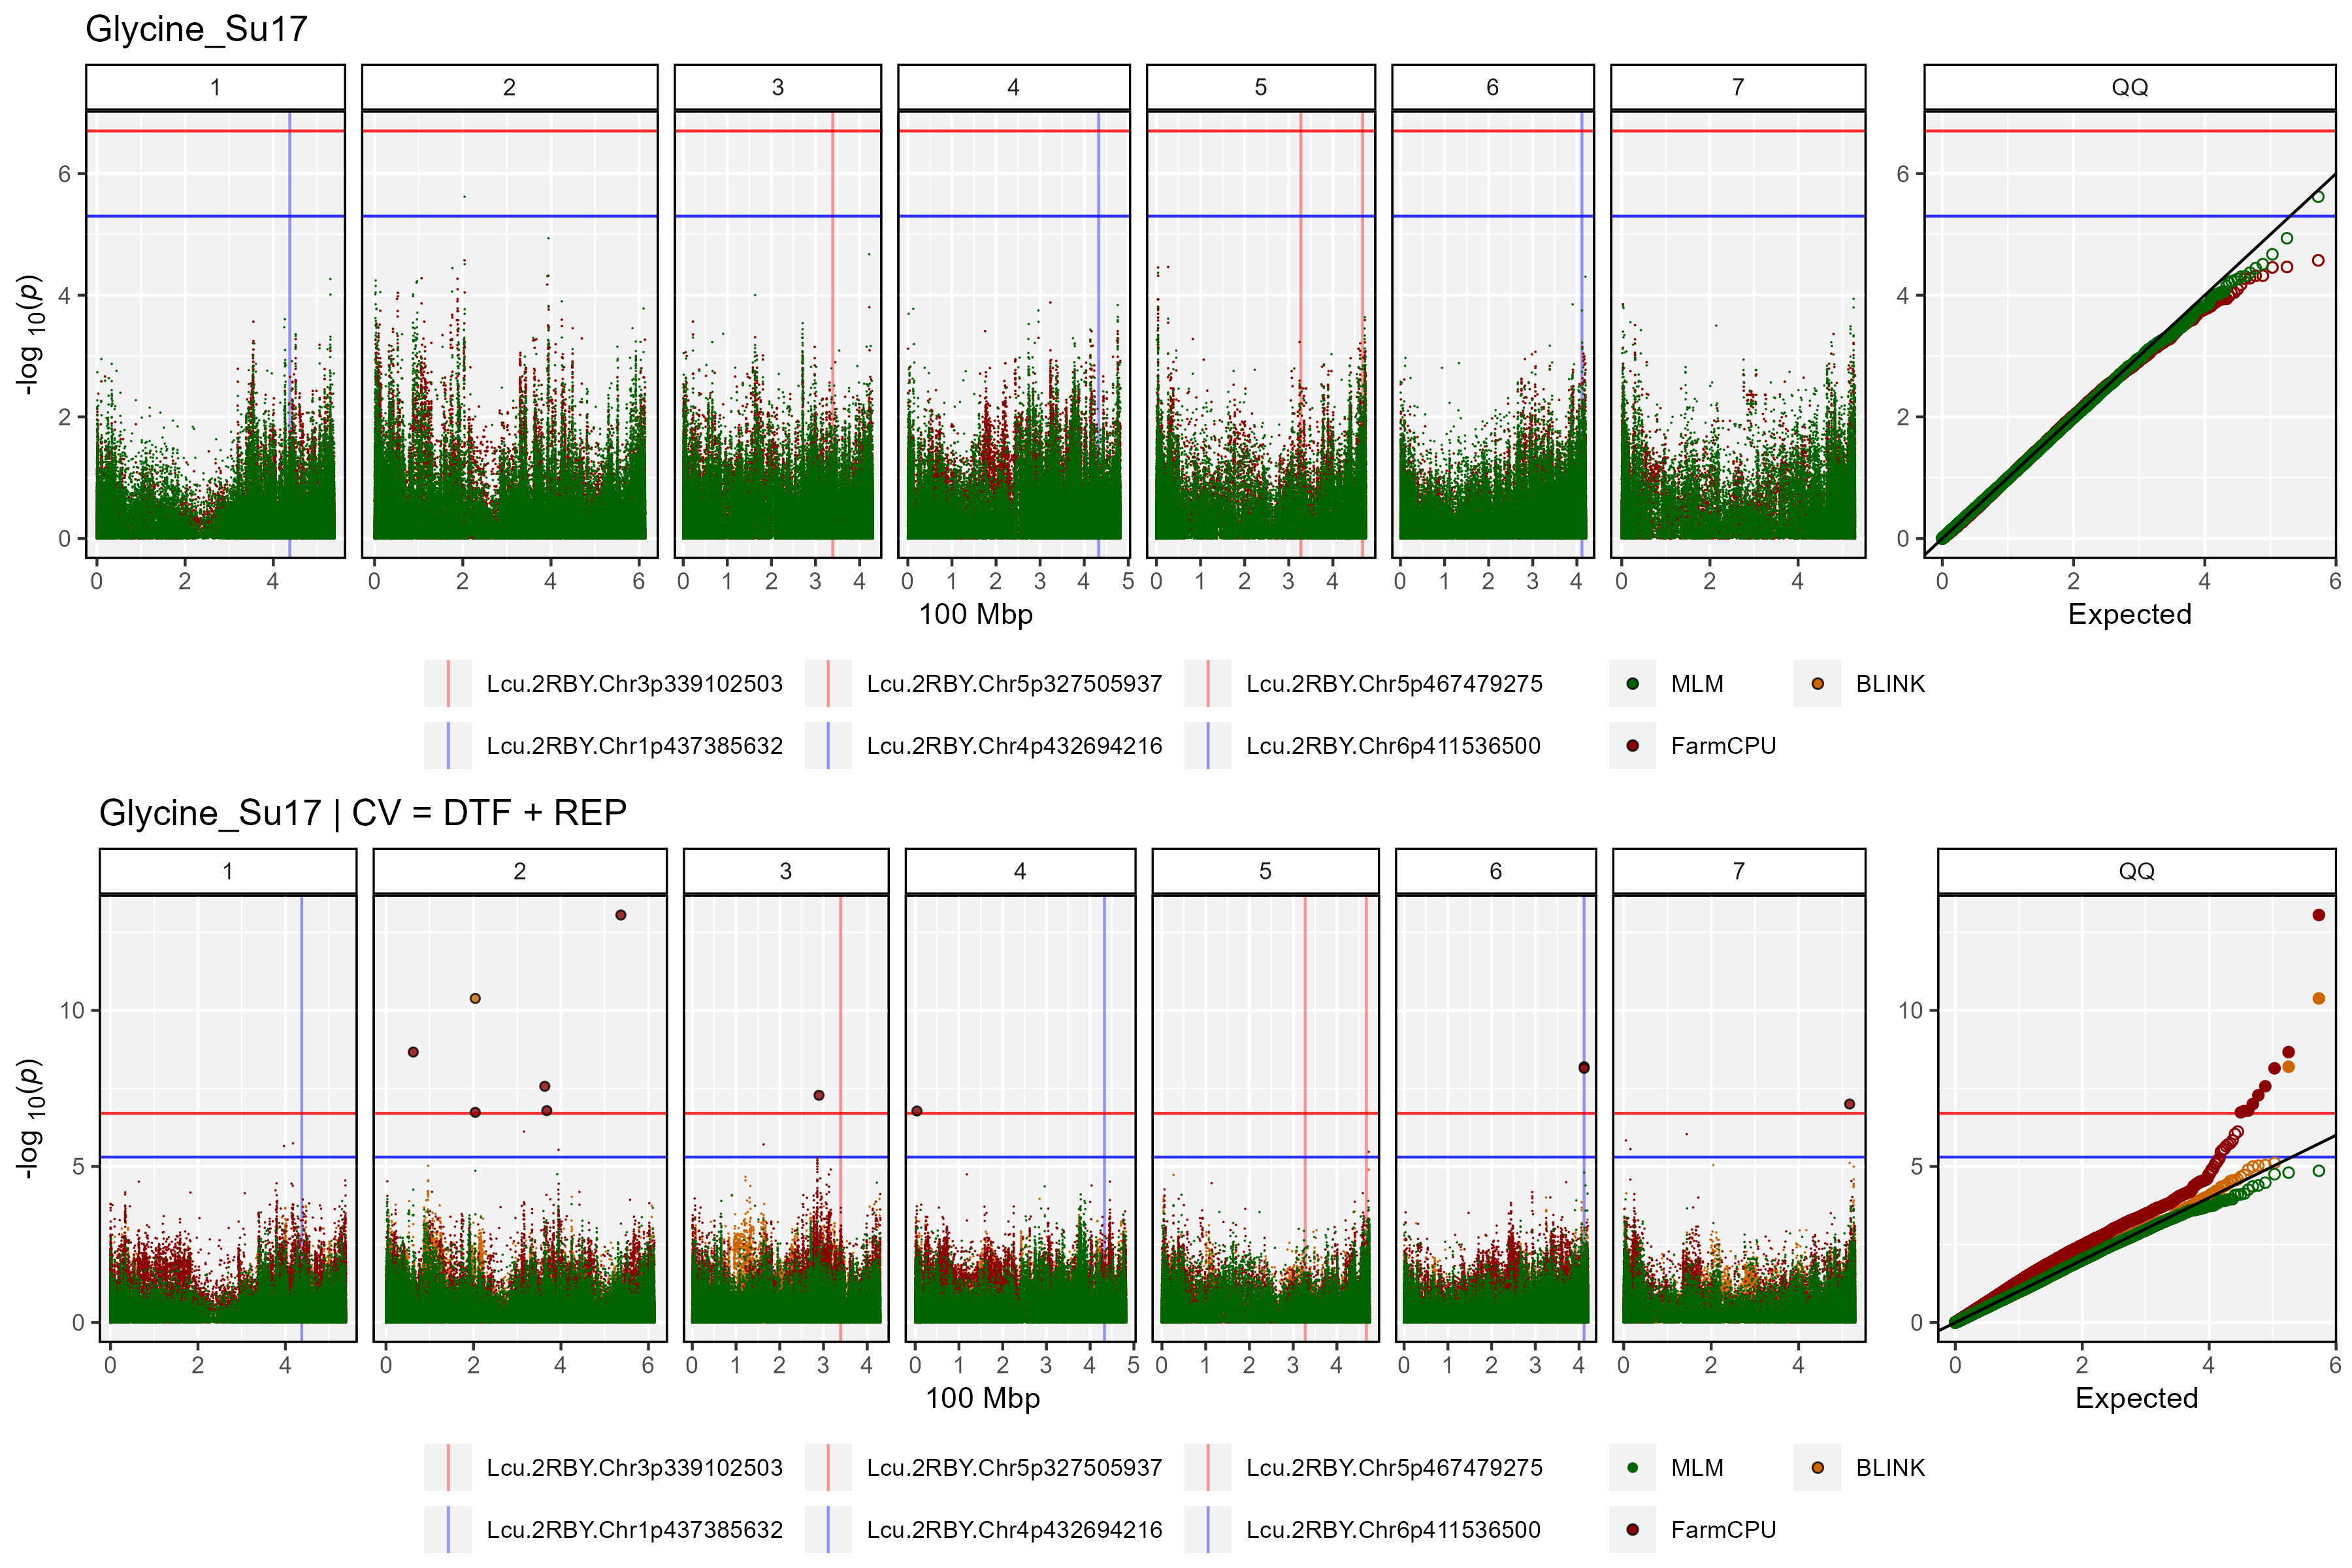 Glycine_Su17
1 2 3 4 5 6 7 QQ
-log 10(p)
6
4
2
0
6
4
2
0
0 2 4 0 2 4 6 0 1 2 3 4 0 1 2 3 4 5 0 1 2 3 4 0 1 2 3 4 0 2 4 0 2 4 6
100 Mbp Expected
Lcu.2RBY.Chr3p339102503 Lcu.2RBY.Chr5p327505937 Lcu.2RBY.Chr5p467479275 MLM BLINK
Lcu.2RBY.Chr1p437385632 Lcu.2RBY.Chr4p432694216 Lcu.2RBY.Chr6p411536500 FarmCPU
Glycine_Su17 | CV = DTF + REP
1 2 3 4 5 6 7 QQ
-log 10(p)
10
5
0
10
5
0
0 2 4 0 2 4 6 0 1 2 3 4 0 1 2 3 4 5 0 1 2 3 4 0 1 2 3 4 0 2 4 0 2 4 6
100 Mbp Expected
Lcu.2RBY.Chr3p339102503 Lcu.2RBY.Chr5p327505937 Lcu.2RBY.Chr5p467479275 MLM BLINK
Lcu.2RBY.Chr1p437385632 Lcu.2RBY.Chr4p432694216 Lcu.2RBY.Chr6p411536500 FarmCPU